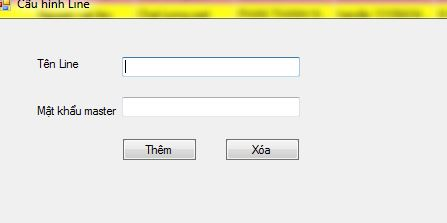 Cấu hình Line
Tên Line
Mật khẩu master
Thêm Xóa